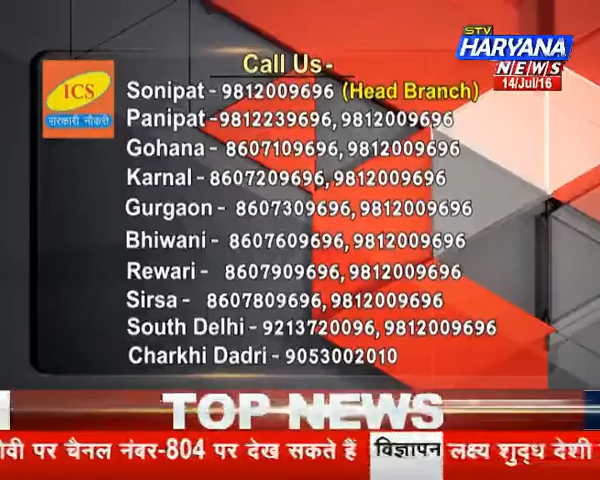 Call Us-
STV
HARYANA
NEWS
14/Jul/16
ICS
सरकारी नौकरी
Sonipat - 9812009696 (Head Branch)
Panipat -9812239696, 9812009696
Gohana - 8607109696, 9812009696
Karnal - 8607209696, 9812009696
Gurgaon - 8607309696, 9812009696
Bhiwani - 8607609696, 9812009696
Rewari - 8607909696, 9812009696
Sirsa - 8607809696, 9812009696
South Delhi - 9213720096, 9812009696
Charkhi Dadri - 9053002010
TOP NEWS
पर चैनल नंबर-804 पर देख सकते हैं विज्ञापन लक्ष्य शुद्ध देशी